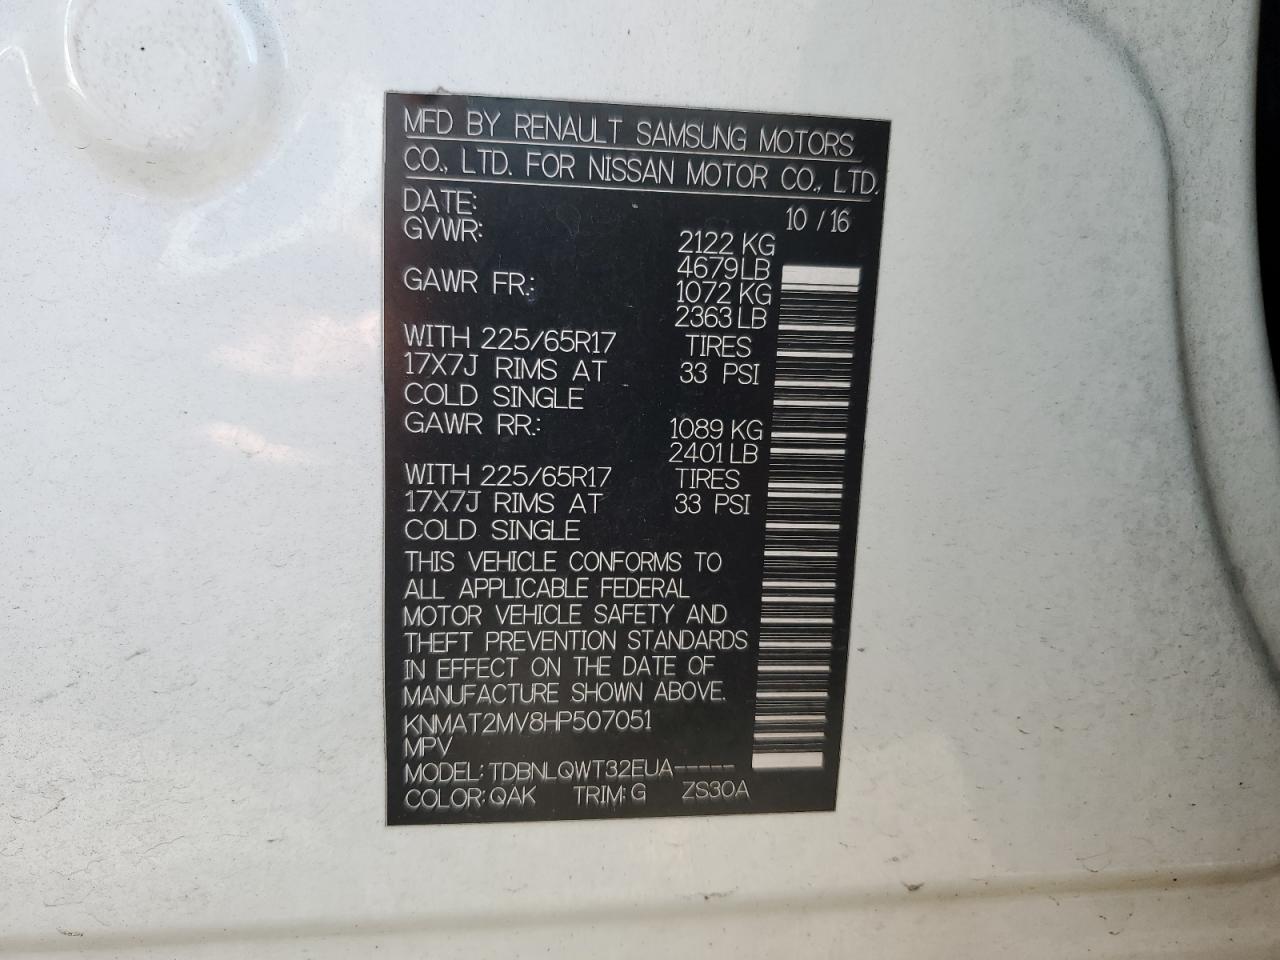 MFD BY RENAULT SAMSUNG MOTORS
CO., LTD. FOR NISSAN MOTOR CO., LTD.
DATE: 10 / 16
GVWR: 2122 KG
4679 LB
GAWR FR.: 1072 KG
2363 LB
WITH 225/65R17 TIRES
17X7J RIMS AT 33 PSI
COLD SINGLE
GAWR RR.: 1089 KG
2401 LB
WITH 225/65R17 TIRES
17X7J RIMS AT 33 PSI
COLD SINGLE
THIS VEHICLE CONFORMS TO
ALL APPLICABLE FEDERAL
MOTOR VEHICLE SAFETY AND
THEFT PREVENTION STANDARDS
IN EFFECT ON THE DATE OF
MANUFACTURE SHOWN ABOVE.
KNMAT2MV8HP507051
MPV
MODEL: TDBNLQWT32EUA-----
COLOR: QAK TRIM: G ZS30A